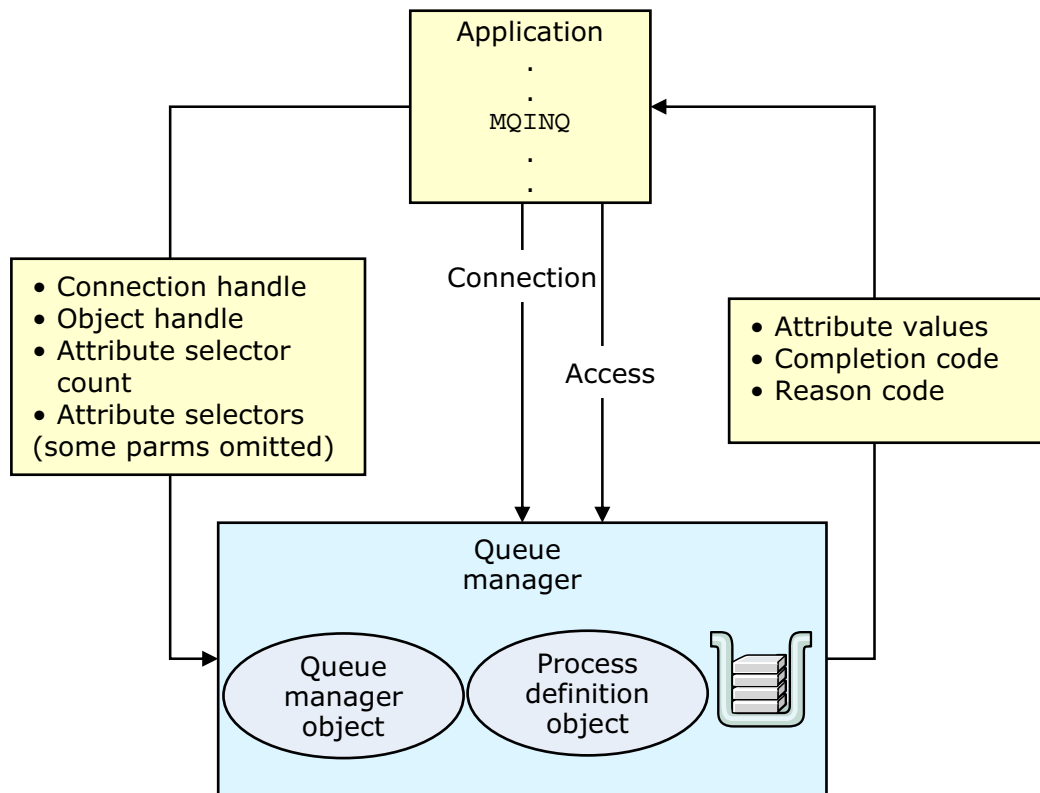 Application
.
.
MQINQ
.
.
• Connection handle
• Object handle
• Attribute selector
count
• Attribute selectors
(some parms omitted)
Connection
Access
• Attribute values
• Completion code
• Reason code
Queue
manager
Queue
manager
object
Process
definition
object